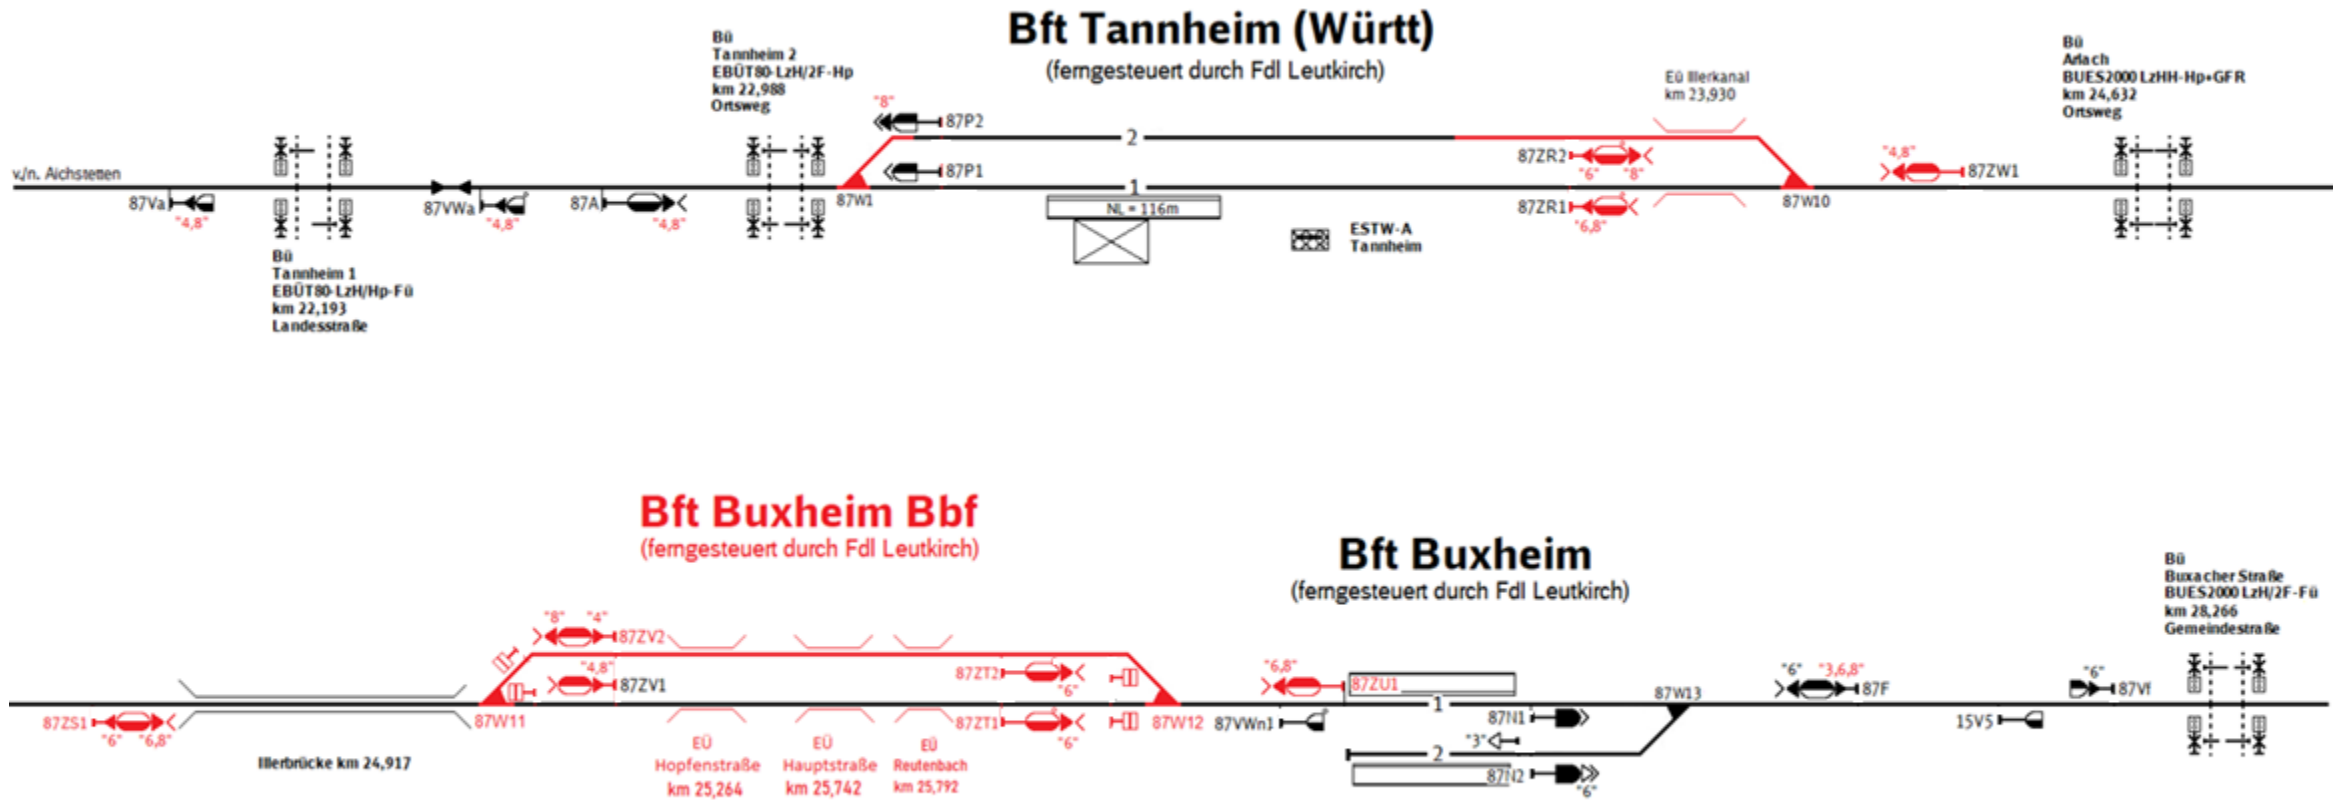 Bft Tannheim (Württ)
(ferngesteuert durch Fdl Leutkirch)
Bü
Tannheim 2
EBÜT80-LzH/2F-Hp
km 22,988
Ortsweg
Bü
Arlach
BUES2000 LzHH-Hp+GFR
km 24,632
Ortsweg
EÜ Illerkanal
km 23,930
"8"
87P2
2
87ZR2
"6" "8"
"4,8"
87ZW1
v./n. Aichstetten
87P1
1
87Va
"4,8"
87VWa
"4,8"
87A
"4,8"
87W1
NL = 116m
87ZR1
"6,8"
87W10
ESTW-A
Tannheim
Bü
Tannheim 1
EBÜT80-LzH/Hp-Fü
km 22,193
Landesstraße
Bft Buxheim Bbf
(ferngesteuert durch Fdl Leutkirch)
Bft Buxheim
(ferngesteuert durch Fdl Leutkirch)
Bü
Buxacher Straße
BUES2000 LzH/2F-Fü
km 28,266
Gemeindestraße
"8" "4"
87ZV2
"4,8"
87ZV1
87ZT2
"6"
"6,8"
87ZU1
"6" "3,6,8"
87F
"6"
87Vf
87ZS1
"6" "6,8"
87W11
87ZT1
"6"
87W12
87VWn1
1
87N1
87W13
15V5
"3"
2
87N2
"6"
Illerbrücke km 24,917
EÜ
Hopfenstraße
km 25,264
EÜ
Hauptstraße
km 25,742
EÜ
Reutenbach
km 25,792